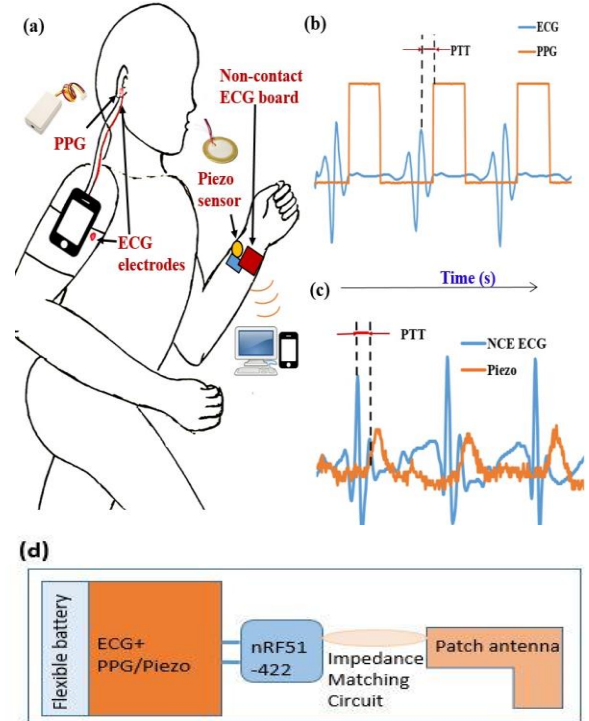 (a)
Non-contact
ECG board
PPG
Piezo
sensor
ECG
electrodes
(b)
ECG
PPG
PTT
Time (s)
(c)
PTT
NCE ECG
Piezo
(d)
Flexible battery
ECG+
PPG/Piezo
nRF51
-422
Impedance
Matching
Circuit
Patch antenna